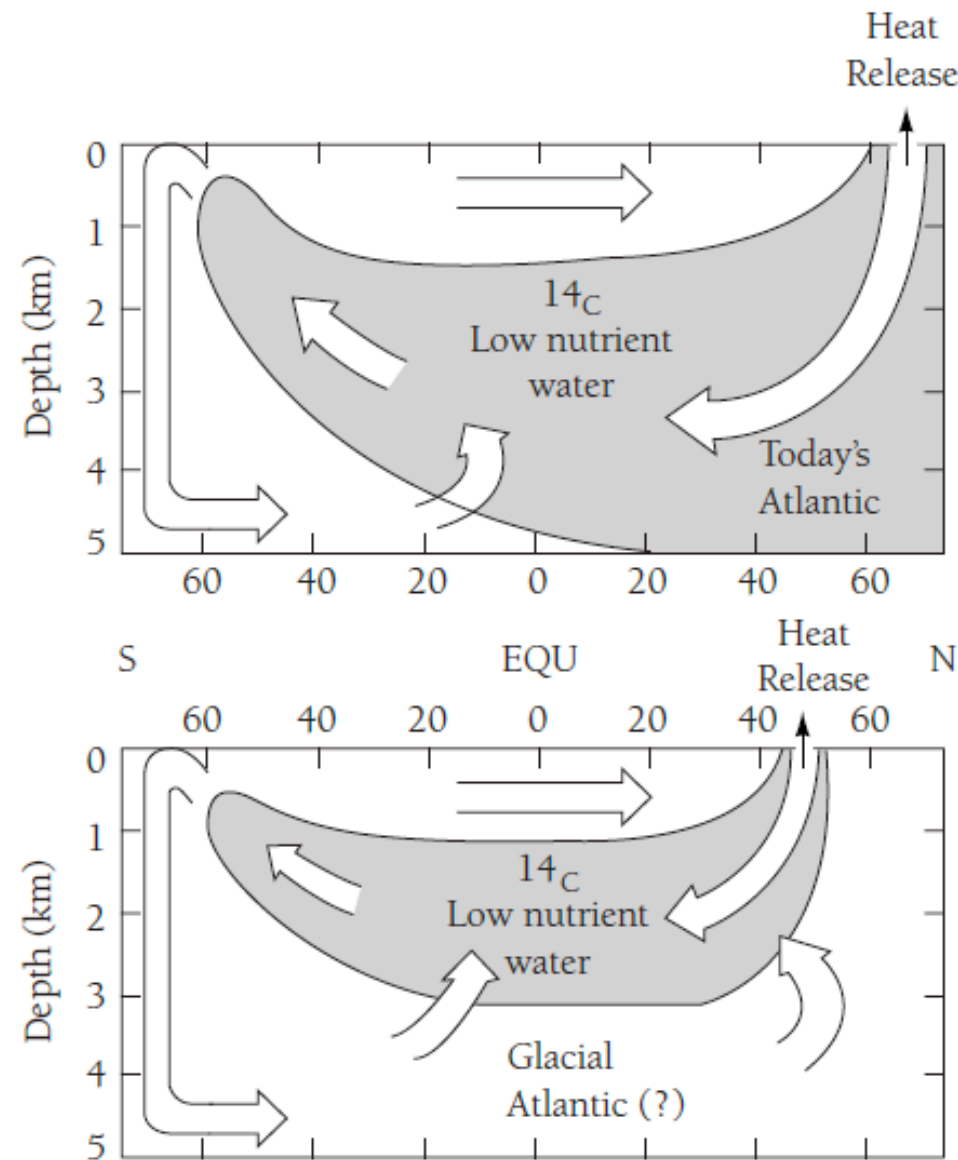 Heat
Release
0
1
2
3
4
5
Depth (km)
14C
Low nutrient
water
Today's
Atlantic
60 40 20 0 20 40 60
S EQU N
Heat
Release
60 40 20 0 20 40 60
0
1
2
3
4
5
Depth (km)
14C
Low nutrient
water
Glacial
Atlantic (?)